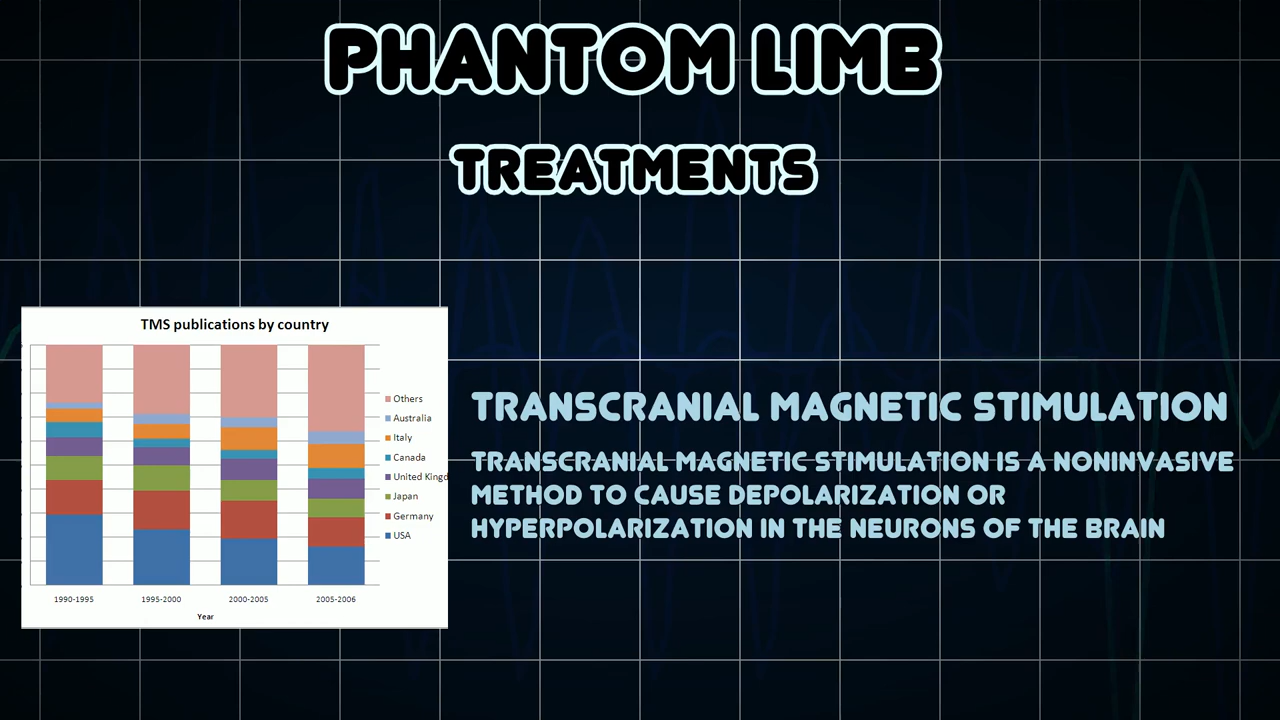 PHANTOM LIMB
TREATMENTS
TMS publications by country
Others
Australia
Italy
Canada
United Kingd
Japan
Germany
USA
1990-1995 1995-2000 2000-2005 2005-2006
Year
TRANSCRANIAL MAGNETIC STIMULATION
TRANSCRANIAL MAGNETIC STIMULATION IS A NONINVASIVE
METHOD TO CAUSE DEPOLARIZATION OR
HYPERPOLARIZATION IN THE NEURONS OF THE BRAIN